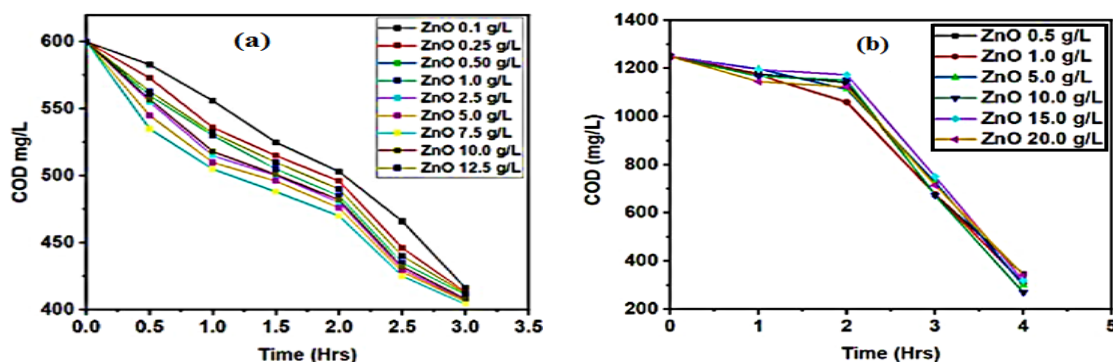 (a)
COD mg/L
600
550
500
450
400
0.0 0.5 1.0 1.5 2.0 2.5 3.0 3.5
Time (Hrs)
ZnO 0.1 g/L
ZnO 0.25 g/L
ZnO 0.50 g/L
ZnO 1.0 g/L
ZnO 2.5 g/L
ZnO 5.0 g/L
ZnO 7.5 g/L
ZnO 10.0 g/L
ZnO 12.5 g/L
(b)
COD (mg/L)
1400
1200
1000
800
600
400
200
0 1 2 3 4 5
Time (Hrs)
ZnO 0.5 g/L
ZnO 1.0 g/L
ZnO 5.0 g/L
ZnO 10.0 g/L
ZnO 15.0 g/L
ZnO 20.0 g/L